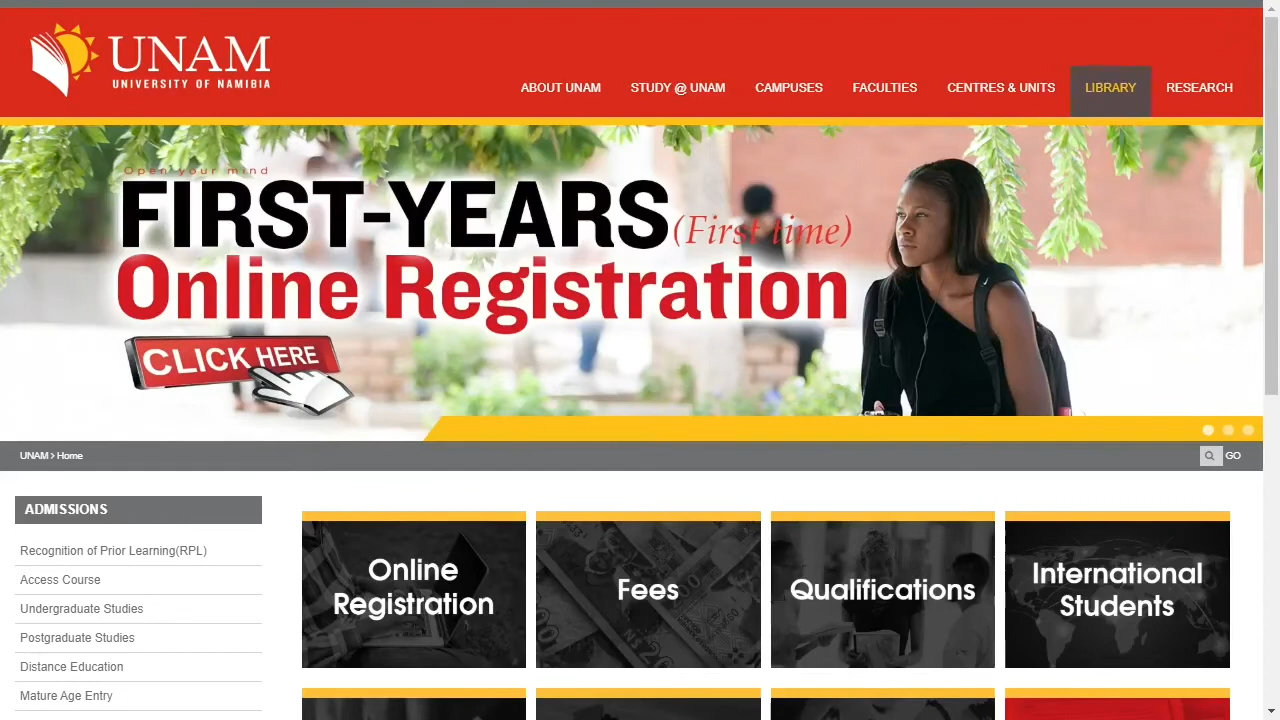 UNAM
UNIVERSITY OF NAMIBIA
ABOUT UNAM STUDY @ UNAM CAMPUSES FACULTIES CENTRES & UNITS LIBRARY RESEARCH
Open your mind
FIRST-YEARS (First time)
Online Registration
CLICK HERE
UNAM > Home
GO
ADMISSIONS
Recognition of Prior Learning(RPL)
Access Course
Undergraduate Studies
Postgraduate Studies
Distance Education
Mature Age Entry
Online
Registration
Fees
Qualifications
International
Students